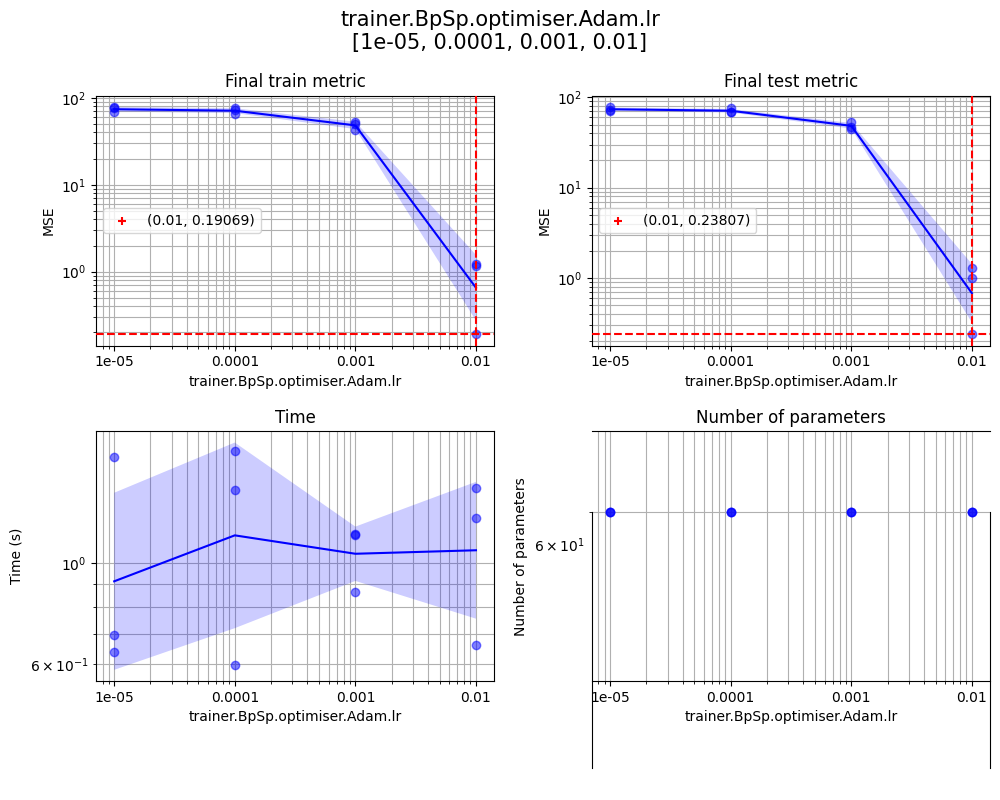 trainer.BpSp.optimiser.Adam.lr
[1e-05, 0.0001, 0.001, 0.01]
Final train metric
MSE
10²
10¹
10⁰
(0.01, 0.19069)
1e-05 0.0001 0.001 0.01
trainer.BpSp.optimiser.Adam.lr
Final test metric
MSE
10²
10¹
10⁰
(0.01, 0.23807)
1e-05 0.0001 0.001 0.01
trainer.BpSp.optimiser.Adam.lr
Time
Time (s)
10⁰
6 × 10⁻¹
1e-05 0.0001 0.001 0.01
trainer.BpSp.optimiser.Adam.lr
Number of parameters
Number of parameters
6 × 10¹
1e-05 0.0001 0.001 0.01
trainer.BpSp.optimiser.Adam.lr